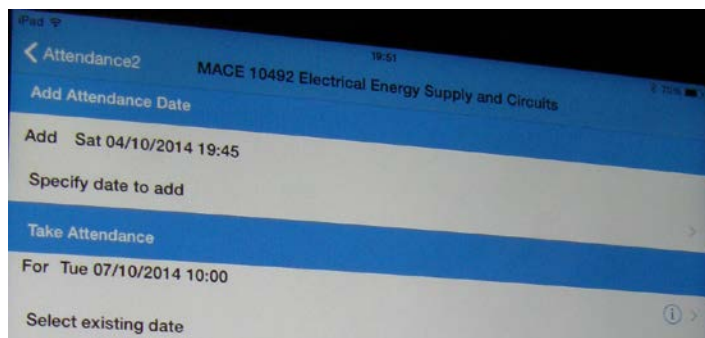 iPad
19:51
75%
Attendance2
MACE 10492 Electrical Energy Supply and Circuits
Add Attendance Date
Add Sat 04/10/2014 19:45
Specify date to add
Take Attendance
For Tue 07/10/2014 10:00
Select existing date